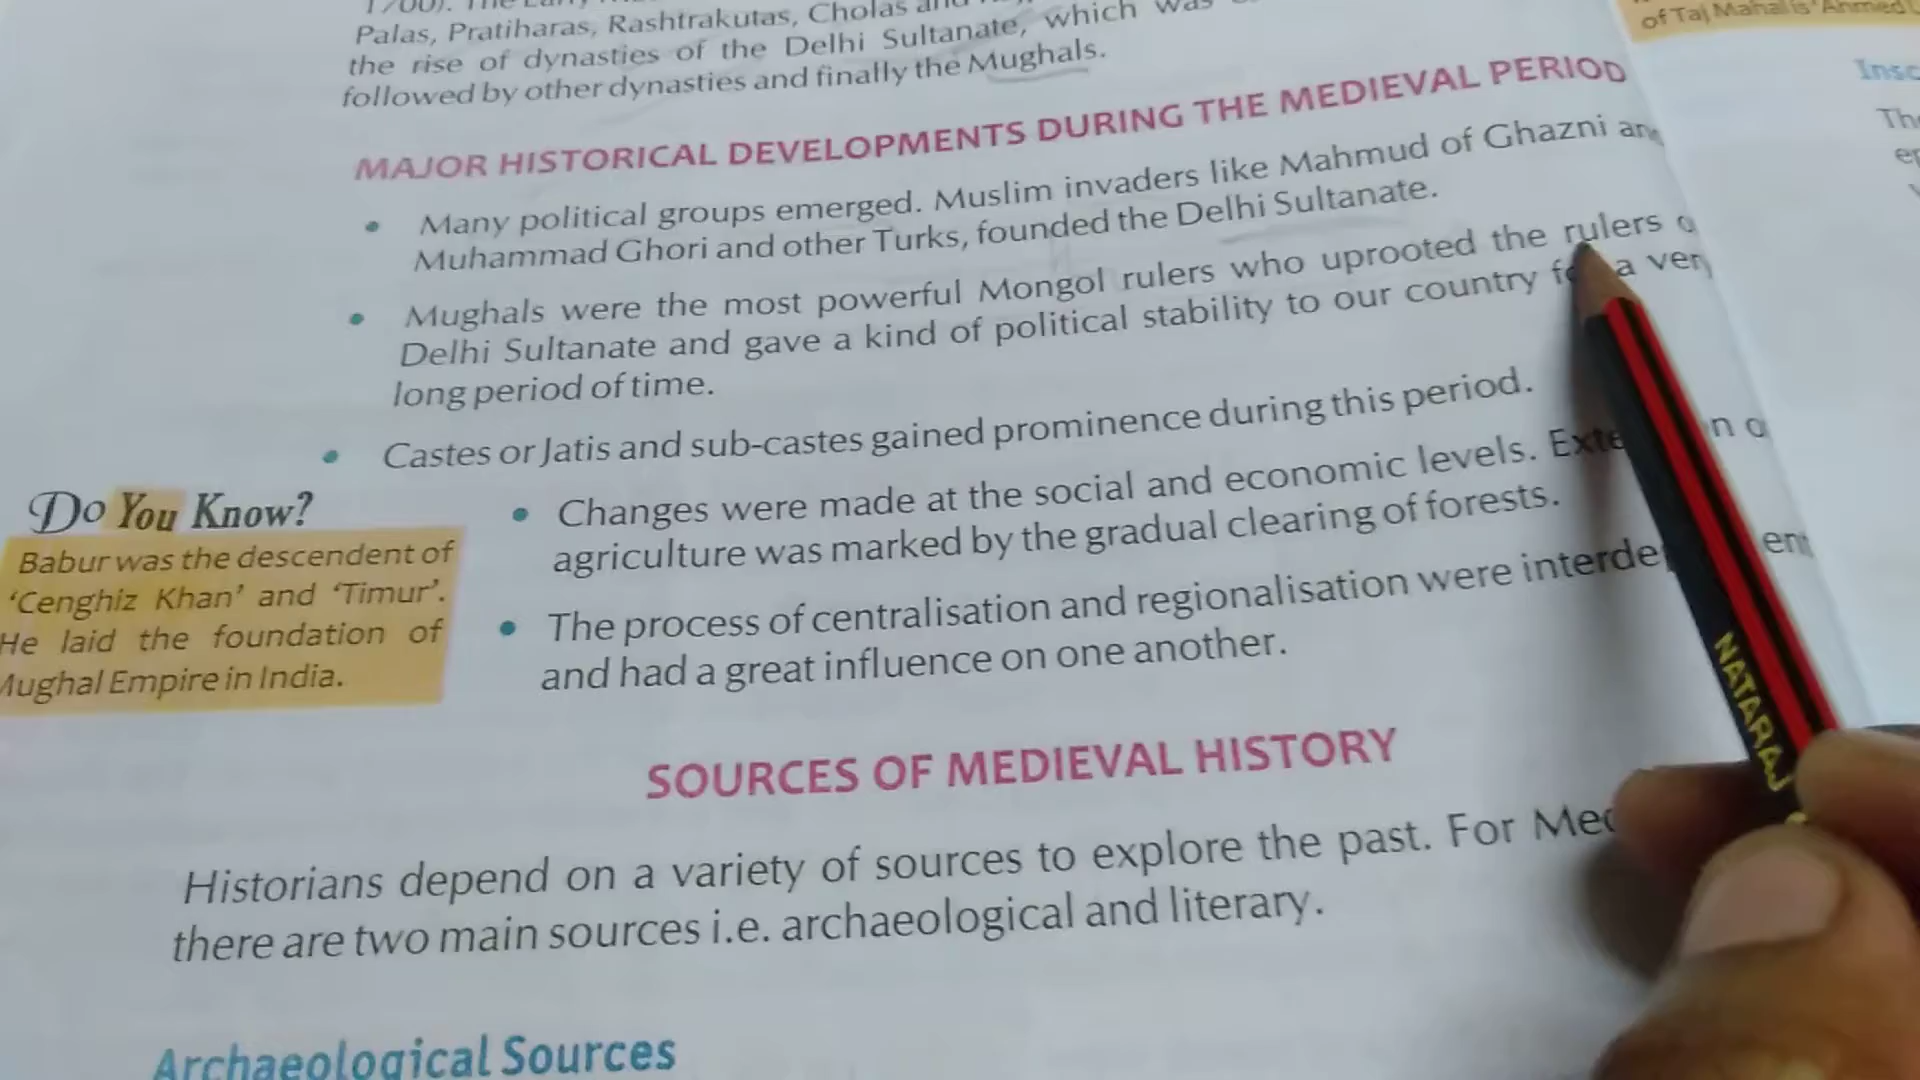 1700). The
Palas, Pratiharas, Rashtrakutas, Cholas and
the rise of dynasties of the Delhi Sultanate, which was
followed by other dynasties and finally the Mughals.
of Taj Mahal is 'Ahmed
MAJOR HISTORICAL DEVELOPMENTS DURING THE MEDIEVAL PERIOD
• Many political groups emerged. Muslim invaders like Mahmud of Ghazni and
Muhammad Ghori and other Turks, founded the Delhi Sultanate.
• Mughals were the most powerful Mongol rulers who uprooted the rulers
Delhi Sultanate and gave a kind of political stability to our country a very
long period of time.
• Castes or Jatis and sub-castes gained prominence during this period.
• Changes were made at the social and economic levels.
agriculture was marked by the gradual clearing of forests.
• The process of centralisation and regionalisation were
and had a great influence on one another.
Do You Know?
Babur was the descendent of
'Cenghiz Khan' and 'Timur'.
He laid the foundation of
Mughal Empire in India.
SOURCES OF MEDIEVAL HISTORY
Historians depend on a variety of sources to explore the past. For
there are two main sources i.e. archaeological and literary.
Archaeological Sources
NATARAJ